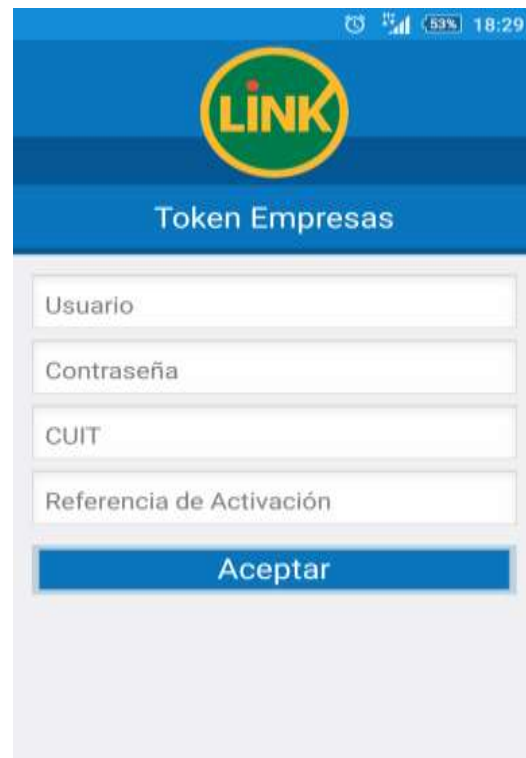 53% 18:29
LiNK
Token Empresas
Usuario
Contraseña
CUIT
Referencia de Activación
Aceptar